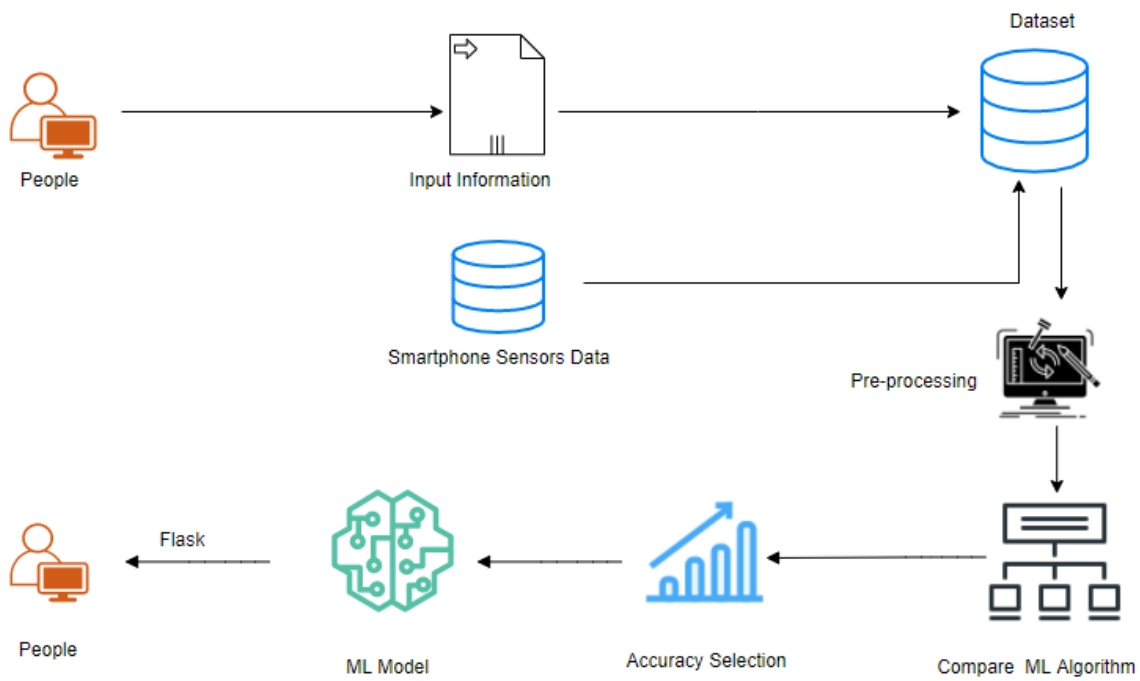 Dataset
People
Input Information
Smartphone Sensors Data
Pre-processing
Flask
People
ML Model
Accuracy Selection
Compare ML Algorithm